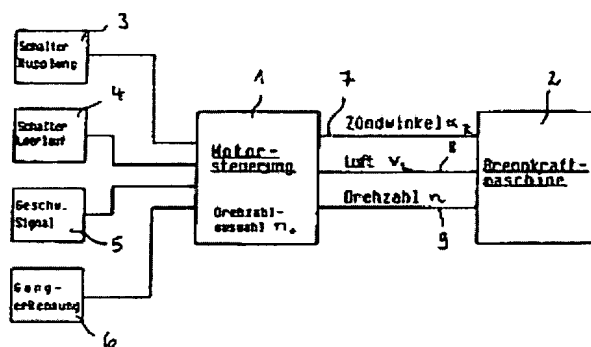 3
Schalter
Kupplung
4
Schalter
Leerlauf
Geschw.
Signal
5
Gang-
erkennung
6
1
Motor-
steuerung
Drehzahl-
auswahl n₀
7
Zündwinkel α
Luft V
8
Drehzahl n
9
2
Brennkraft-
maschine